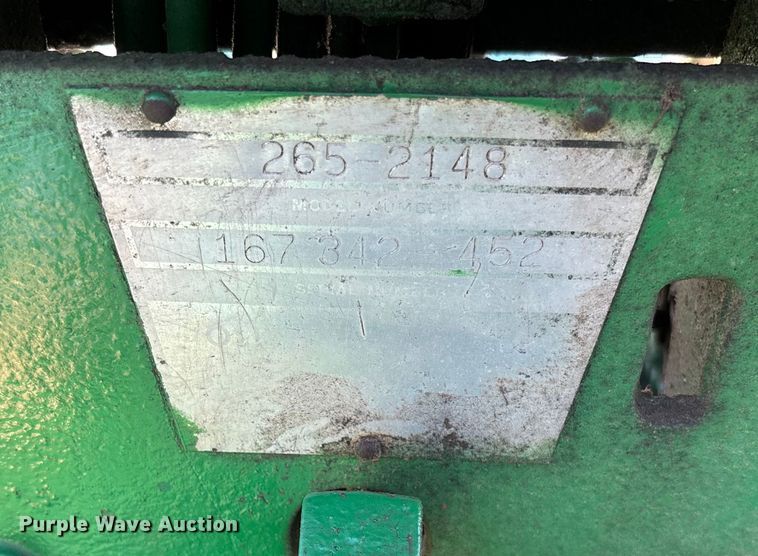 265-2148
MODEL NUMBER
167 342 452
Purple Wave Auction